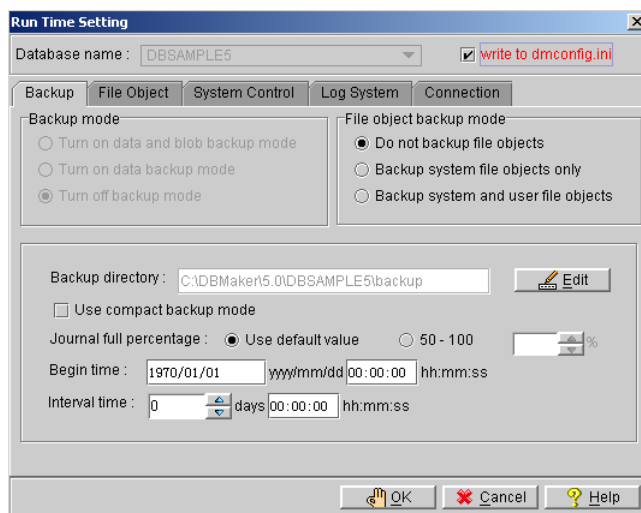 Run Time Setting
Database name : DBSAMPLE5 write to dmconfig.ini
Backup File Object System Control Log System Connection
Backup mode
Turn on data and blob backup mode
Turn on data backup mode
Turn off backup mode
File object backup mode
Do not backup file objects
Backup system file objects only
Backup system and user file objects
Backup directory : C:\DBMaker\5.0\DBSAMPLE5\backup Edit
Use compact backup mode
Journal full percentage : Use default value 50 - 100 %
Begin time : 1970/01/01 yyyy/mm/dd 00:00:00 hh:mm:ss
Interval time : 0 days 00:00:00 hh:mm:ss
OK Cancel Help